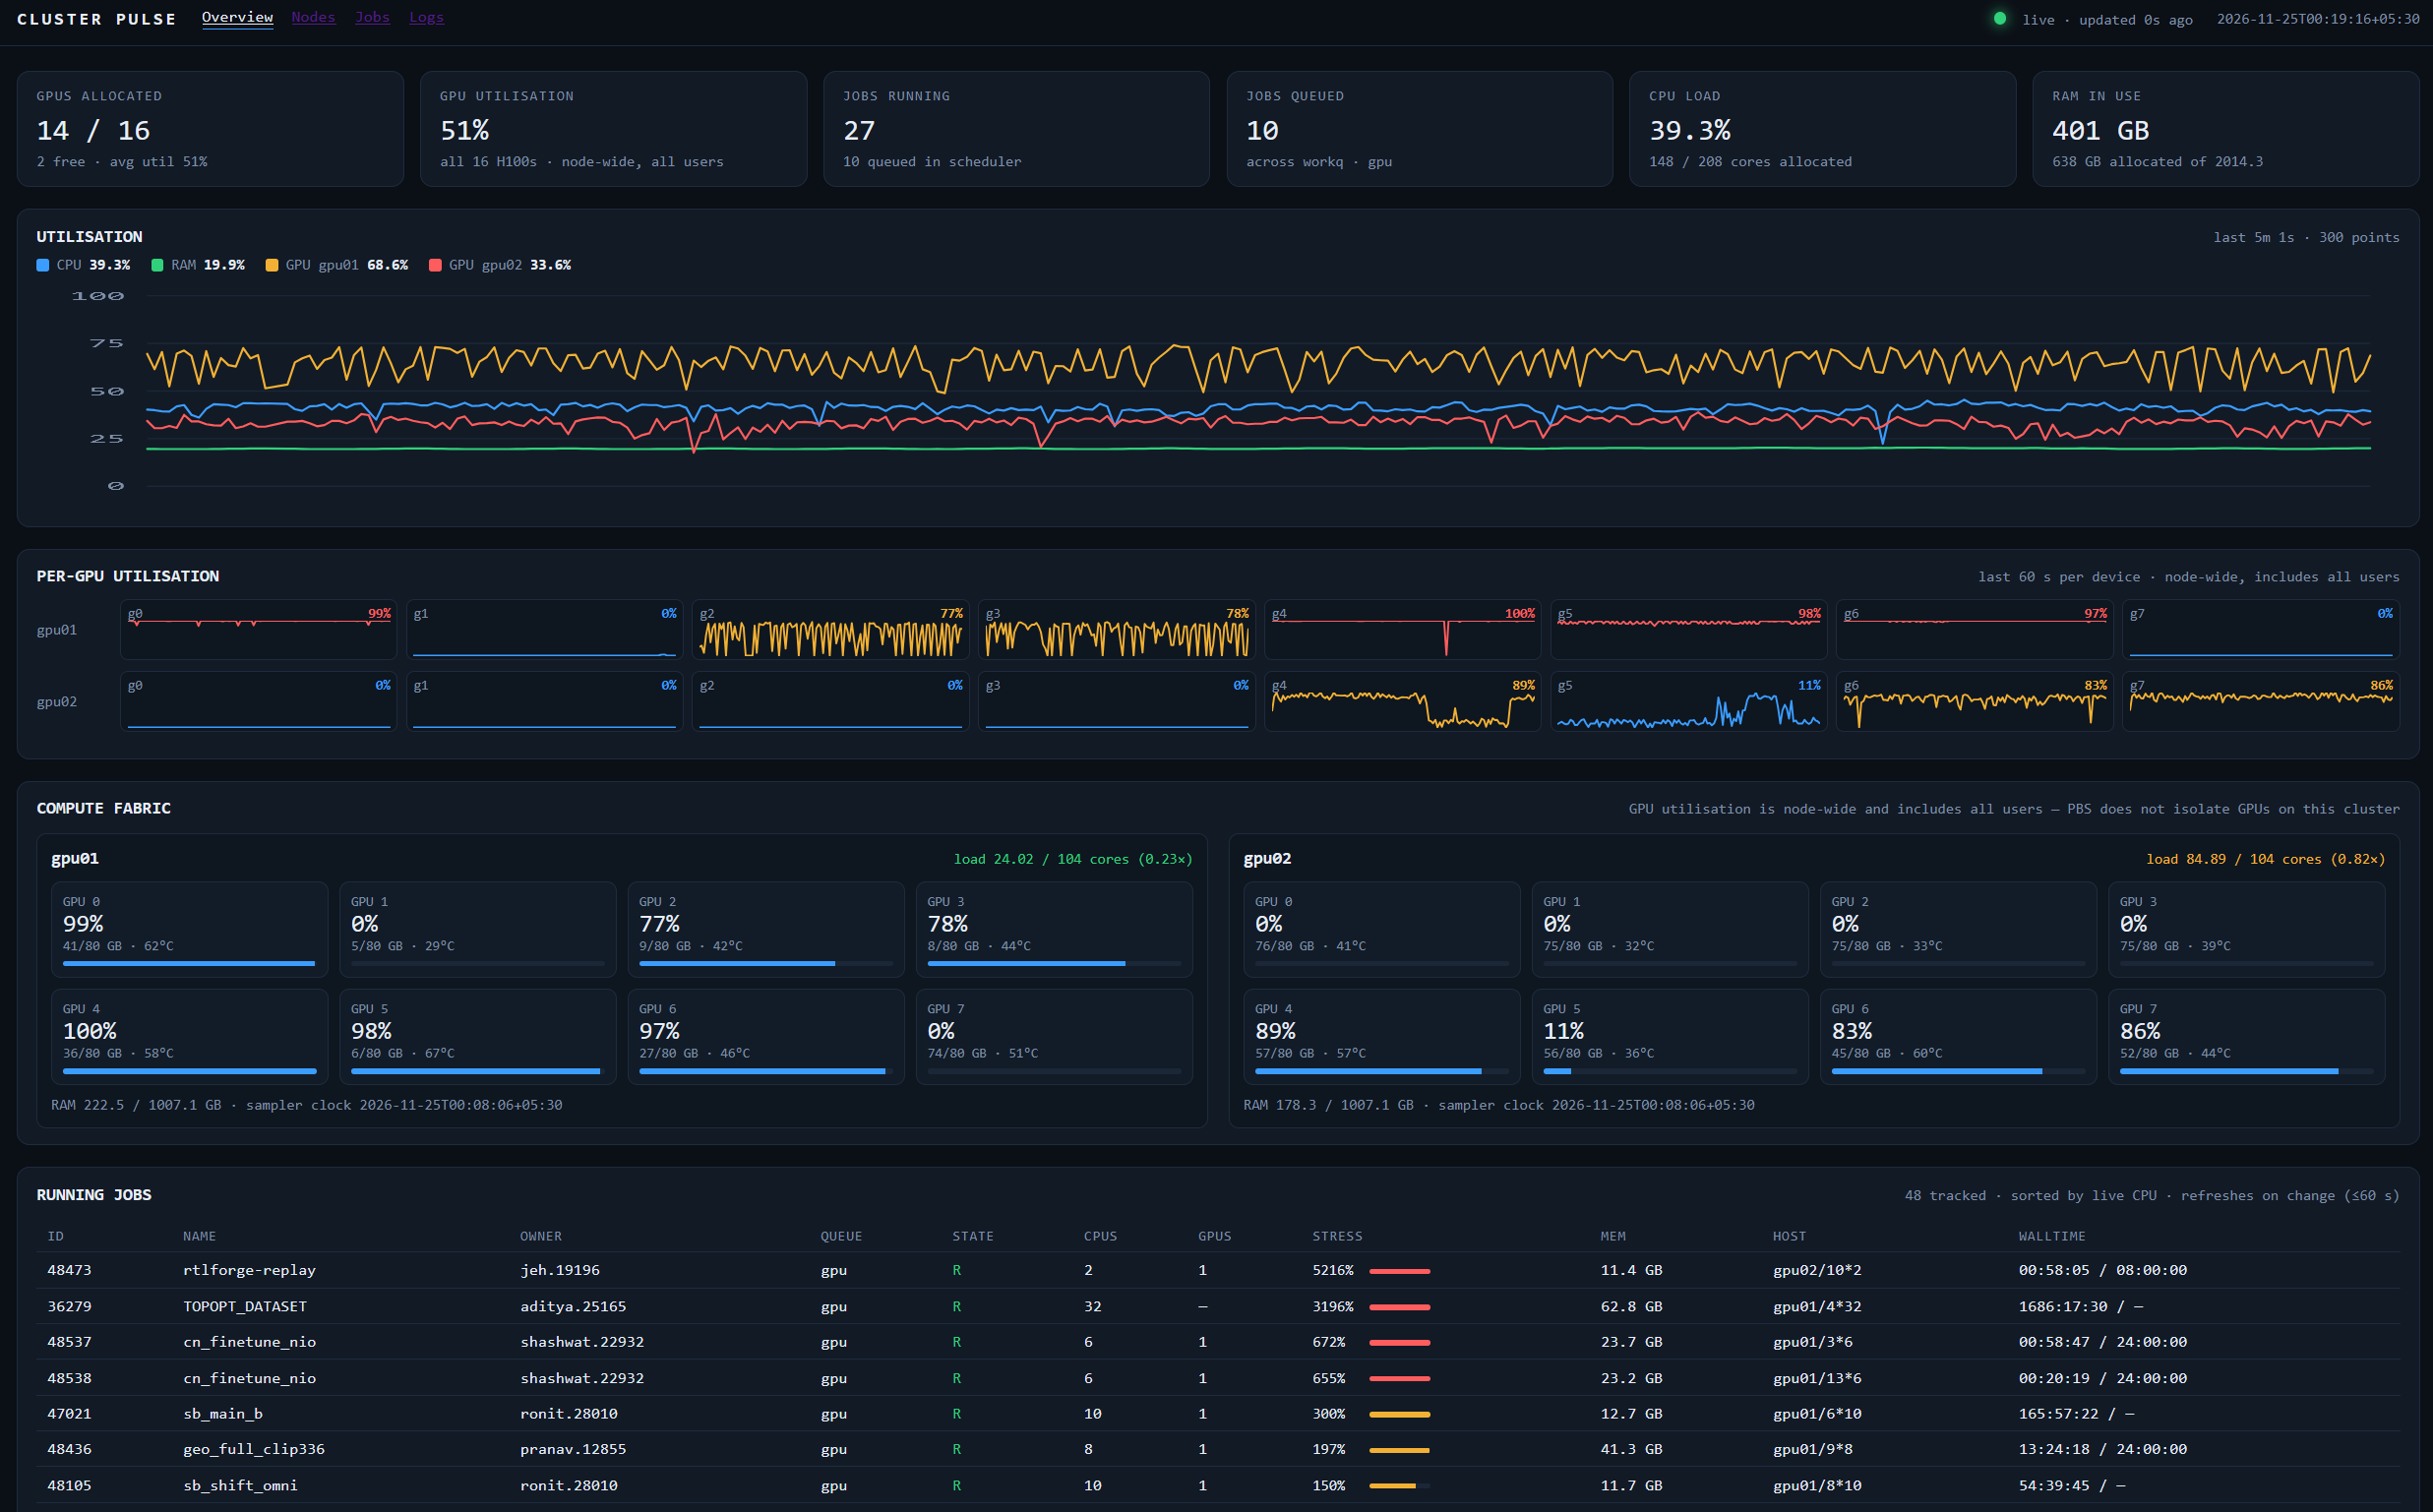 CLUSTER PULSE Overview Nodes Jobs Logs live · updated 0s ago 2026-11-25T00:19:16+05:30
GPUS ALLOCATED
14 / 16
2 free · avg util 51%
GPU UTILISATION
51%
all 16 H100s · node-wide, all users
JOBS RUNNING
27
10 queued in scheduler
JOBS QUEUED
10
across workq · gpu
CPU LOAD
39.3%
148 / 208 cores allocated
RAM IN USE
401 GB
638 GB allocated of 2014.3
UTILISATION last 5m 1s · 300 points
CPU 39.3% RAM 19.9% GPU gpu01 68.6% GPU gpu02 33.6%
100
75
50
25
0
PER-GPU UTILISATION last 60 s per device · node-wide, includes all users
gpu01 g0 99% g1 0% g2 77% g3 78% g4 100% g5 98% g6 97% g7 0%
gpu02 g0 0% g1 0% g2 0% g3 0% g4 89% g5 11% g6 83% g7 86%
COMPUTE FABRIC GPU utilisation is node-wide and includes all users — PBS does not isolate GPUs on this cluster
gpu01 load 24.02 / 104 cores (0.23×)
GPU 0
99%
41/80 GB · 62°C
GPU 1
0%
5/80 GB · 29°C
GPU 2
77%
9/80 GB · 42°C
GPU 3
78%
8/80 GB · 44°C
GPU 4
100%
36/80 GB · 58°C
GPU 5
98%
6/80 GB · 67°C
GPU 6
97%
27/80 GB · 46°C
GPU 7
0%
74/80 GB · 51°C
RAM 222.5 / 1007.1 GB · sampler clock 2026-11-25T00:08:06+05:30
gpu02 load 84.89 / 104 cores (0.82×)
GPU 0
0%
76/80 GB · 41°C
GPU 1
0%
75/80 GB · 32°C
GPU 2
0%
75/80 GB · 33°C
GPU 3
0%
75/80 GB · 39°C
GPU 4
89%
57/80 GB · 57°C
GPU 5
11%
56/80 GB · 36°C
GPU 6
83%
45/80 GB · 60°C
GPU 7
86%
52/80 GB · 44°C
RAM 178.3 / 1007.1 GB · sampler clock 2026-11-25T00:08:06+05:30
RUNNING JOBS 48 tracked · sorted by live CPU · refreshes on change (≤60 s)
ID NAME OWNER QUEUE STATE CPUS GPUS STRESS MEM HOST WALLTIME
48473 rtlforge-replay jeh.19196 gpu R 2 1 5216% 11.4 GB gpu02/10*2 00:58:05 / 08:00:00
36279 TOPOPT_DATASET aditya.25165 gpu R 32 — 3196% 62.8 GB gpu01/4*32 1686:17:30 / —
48537 cn_finetune_nio shashwat.22932 gpu R 6 1 672% 23.7 GB gpu01/3*6 00:58:47 / 24:00:00
48538 cn_finetune_nio shashwat.22932 gpu R 6 1 655% 23.2 GB gpu01/13*6 00:20:19 / 24:00:00
47021 sb_main_b ronit.28010 gpu R 10 1 300% 12.7 GB gpu01/6*10 165:57:22 / —
48436 geo_full_clip336 pranav.12855 gpu R 8 1 197% 41.3 GB gpu01/9*8 13:24:18 / 24:00:00
48105 sb_shift_omni ronit.28010 gpu R 10 1 150% 11.7 GB gpu01/8*10 54:39:45 / —